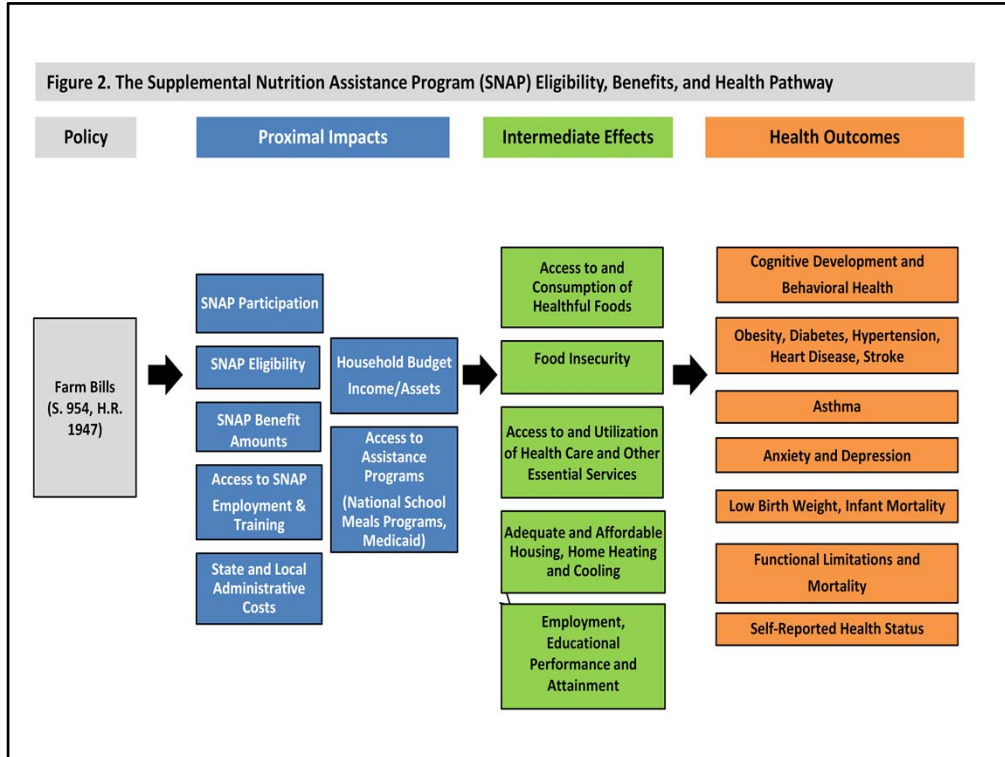 Figure 2. The Supplemental Nutrition Assistance Program (SNAP) Eligibility, Benefits, and Health Pathway
Policy
Proximal Impacts
Intermediate Effects
Health Outcomes
Farm Bills
(S. 954, H.R.
1947)
SNAP Participation
SNAP Eligibility
SNAP Benefit
Amounts
Access to SNAP
Employment &
Training
State and Local
Administrative
Costs
Household Budget
Income/Assets
Access to
Assistance
Programs
(National School
Meals Programs,
Medicaid)
Access to and
Consumption of
Healthful Foods
Food Insecurity
Access to and Utilization
of Health Care and Other
Essential Services
Adequate and Affordable
Housing, Home Heating
and Cooling
Employment,
Educational
Performance and
Attainment
Cognitive Development and
Behavioral Health
Obesity, Diabetes, Hypertension,
Heart Disease, Stroke
Asthma
Anxiety and Depression
Low Birth Weight, Infant Mortality
Functional Limitations and
Mortality
Self-Reported Health Status